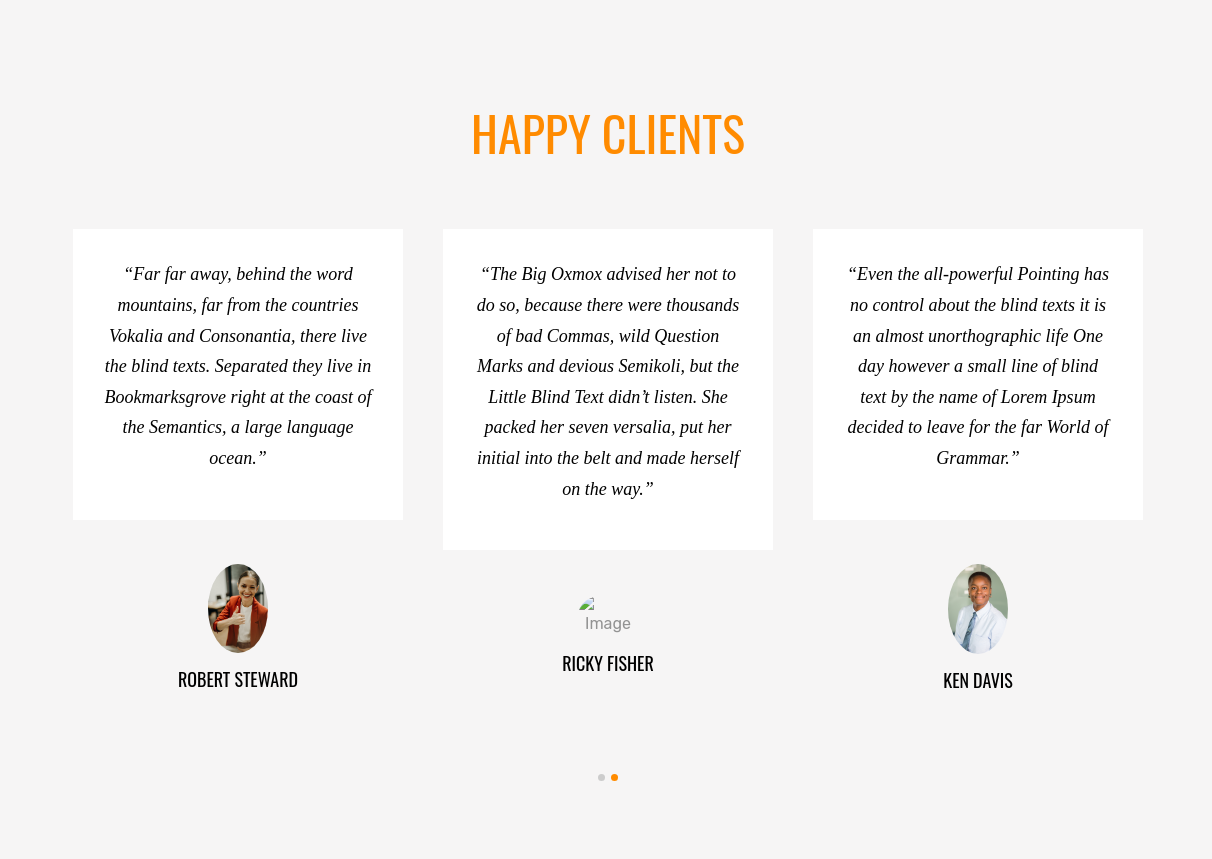 HAPPY CLIENTS
“Far far away, behind the word
mountains, far from the countries
Vokalia and Consonantia, there live
the blind texts. Separated they live in
Bookmarksgrove right at the coast of
the Semantics, a large language
ocean.”
ROBERT STEWARD
“The Big Oxmox advised her not to
do so, because there were thousands
of bad Commas, wild Question
Marks and devious Semikoli, but the
Little Blind Text didn’t listen. She
packed her seven versalia, put her
initial into the belt and made herself
on the way.”
Image
RICKY FISHER
“Even the all-powerful Pointing has
no control about the blind texts it is
an almost unorthographic life One
day however a small line of blind
text by the name of Lorem Ipsum
decided to leave for the far World of
Grammar.”
KEN DAVIS